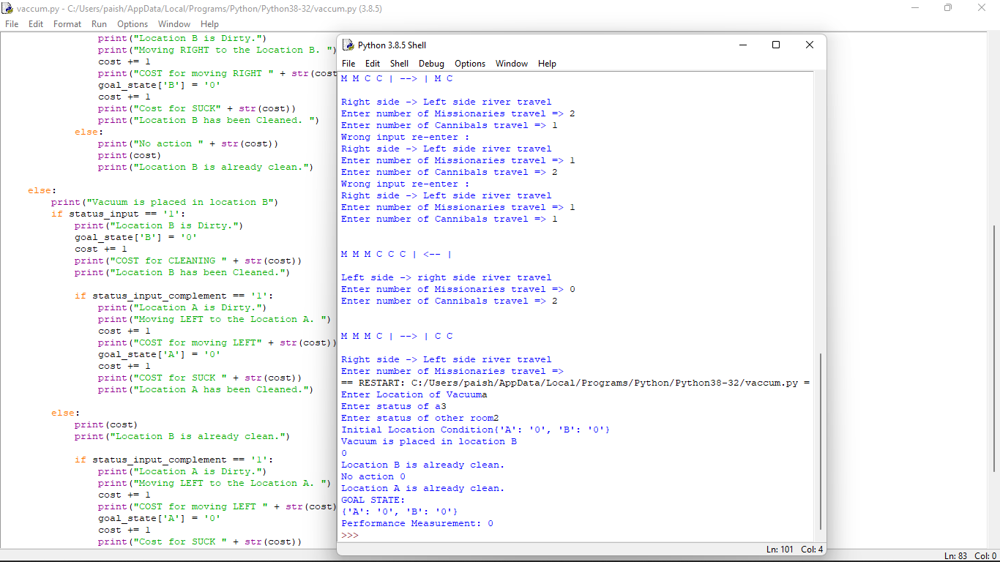 vaccum.py - C:/Users/paish/AppData/Local/Programs/Python/Python38-32/vaccum.py (3.8.5)
File Edit Format Run Options Window Help
print("Location B is Dirty.")
print("Moving RIGHT to the Location B. ")
cost += 1
print("COST for moving RIGHT " + str(cost
goal_state['B'] = '0'
cost += 1
print("Cost for SUCK" + str(cost))
print("Location B has been Cleaned. ")
else:
print("No action " + str(cost))
print(cost)
print("Location B is already clean.")
else:
print("Vacuum is placed in location B")
if status_input == '1':
print("Location B is Dirty.")
goal_state['B'] = '0'
cost += 1
print("COST for CLEANING " + str(cost))
print("Location B has been Cleaned.")
if status_input_complement == '1':
print("Location A is Dirty.")
print("Moving LEFT to the Location A. ")
cost += 1
print("COST for moving LEFT" + str(cost))
goal_state['A'] = '0'
cost += 1
print("COST for SUCK " + str(cost))
print("Location A has been Cleaned.")
else:
print(cost)
print("Location B is already clean.")
if status_input_complement == '1':
print("Location A is Dirty.")
print("Moving LEFT to the Location A. ")
cost += 1
print("COST for moving LEFT " + str(cost)
goal_state['A'] = '0'
cost += 1
print("Cost for SUCK " + str(cost))
Ln: 83 Col: 0
Python 3.8.5 Shell
File Edit Shell Debug Options Window Help
M M C C | --> | M C
Right side -> Left side river travel
Enter number of Missionaries travel => 2
Enter number of Cannibals travel => 1
Wrong input re-enter :
Right side -> Left side river travel
Enter number of Missionaries travel => 1
Enter number of Cannibals travel => 2
Wrong input re-enter :
Right side -> Left side river travel
Enter number of Missionaries travel => 1
Enter number of Cannibals travel => 1
M M M C C C | <-- |
Left side -> right side river travel
Enter number of Missionaries travel => 0
Enter number of Cannibals travel => 2
M M M C | --> | C C
Right side -> Left side river travel
Enter number of Missionaries travel =>
== RESTART: C:/Users/paish/AppData/Local/Programs/Python/Python38-32/vaccum.py =
Enter Location of Vacuuma
Enter status of a3
Enter status of other room2
Initial Location Condition{'A': '0', 'B': '0'}
Vacuum is placed in location B
0
Location B is already clean.
No action 0
Location A is already clean.
GOAL STATE:
{'A': '0', 'B': '0'}
Performance Measurement: 0
>>>
Ln: 101 Col: 4